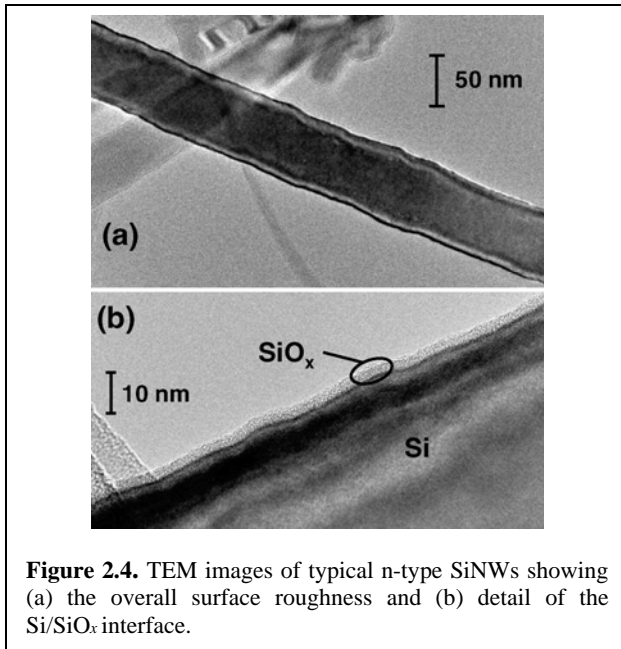 50 nm
(a)
(b)
SiOₓ
10 nm
Si
Figure 2.4. TEM images of typical n-type SiNWs showing
(a) the overall surface roughness and (b) detail of the
Si/SiOₓ interface.